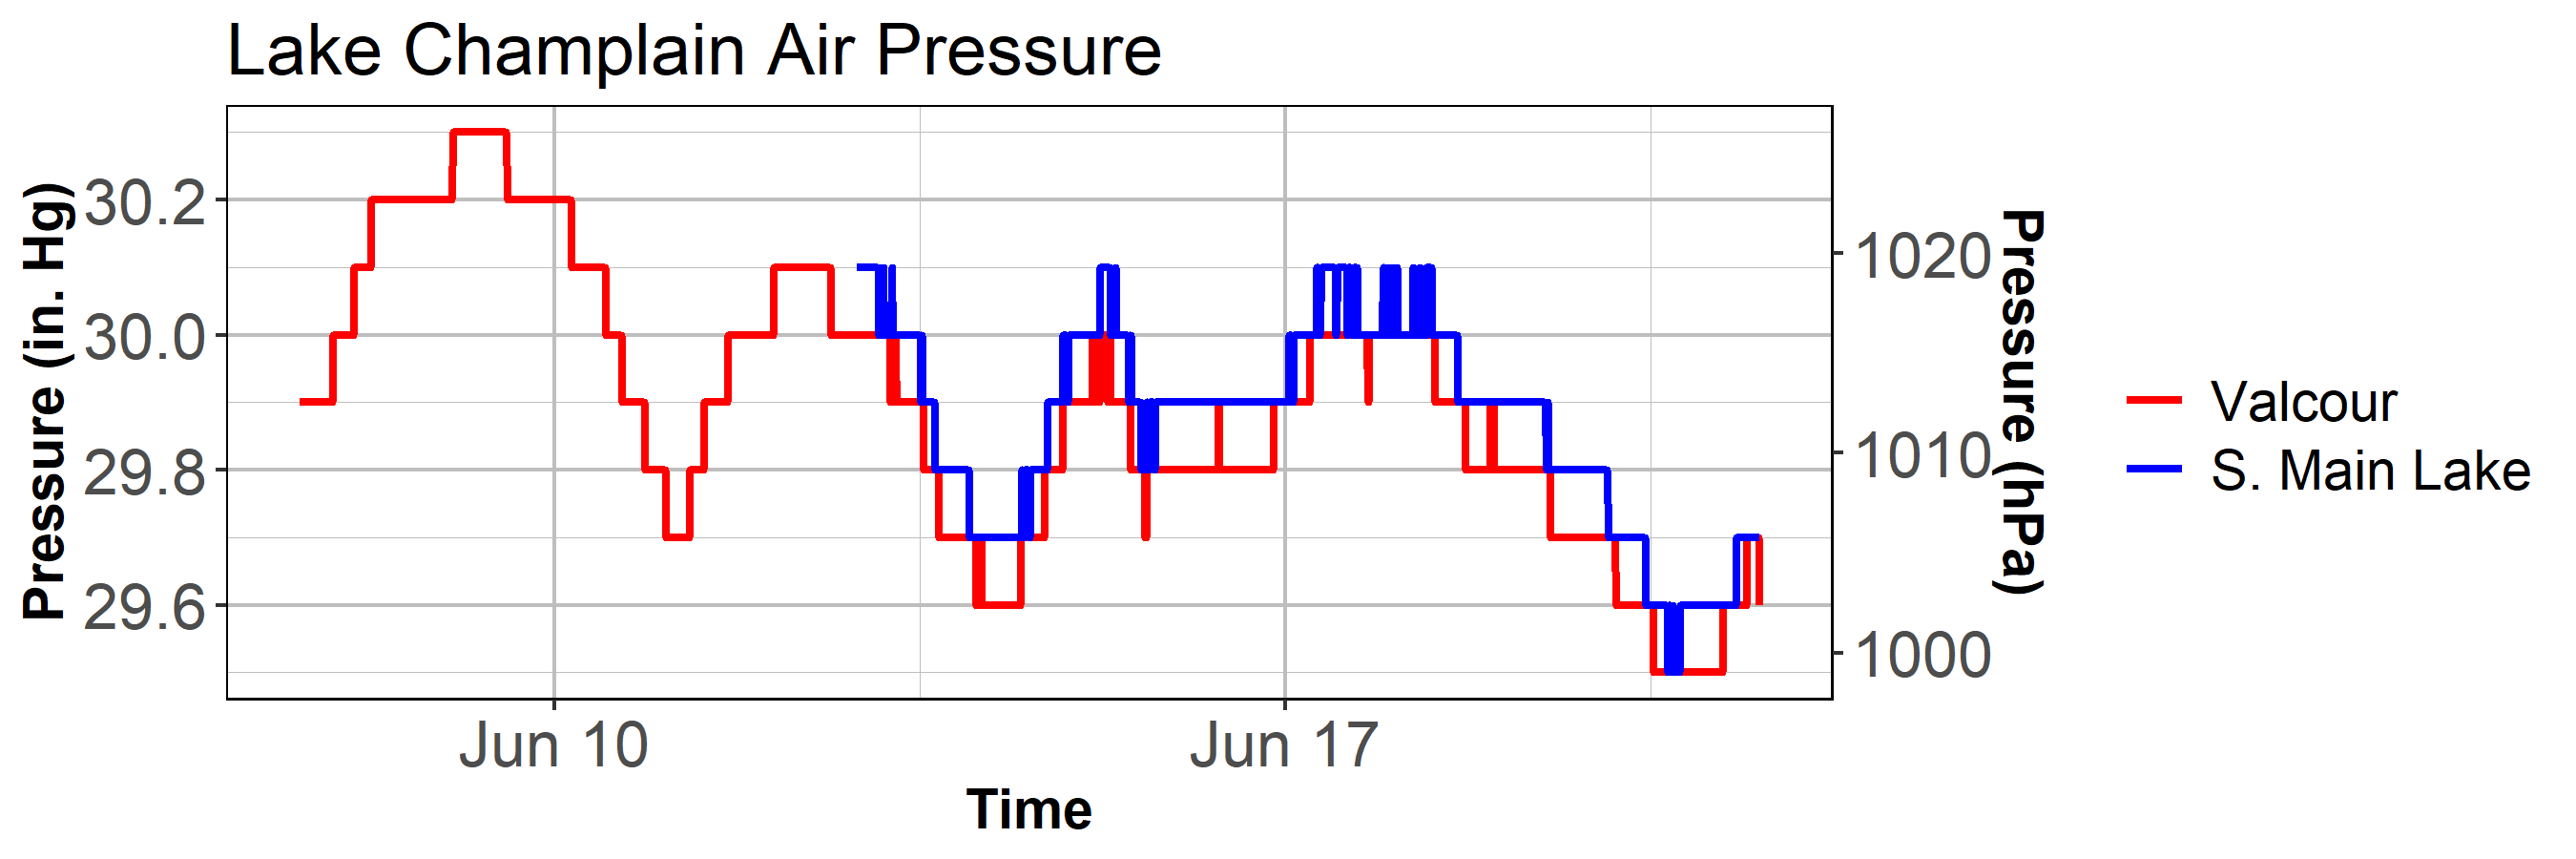 Lake Champlain Air Pressure
Pressure (in. Hg)
30.2
30.0
29.8
29.6
1020
1010
1000
Pressure (hPa)
Valcour
S. Main Lake
Jun 10
Jun 17
Time